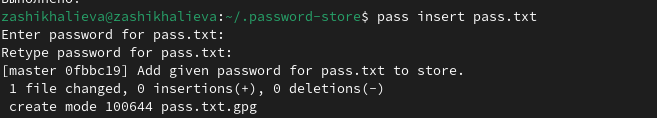 zashikhalieva@zashikhalieva:~/.password-store$ pass insert pass.txt
Enter password for pass.txt:
Retype password for pass.txt:
[master 0fbbc19] Add given password for pass.txt to store.
 1 file changed, 0 insertions(+), 0 deletions(-)
 create mode 100644 pass.txt.gpg